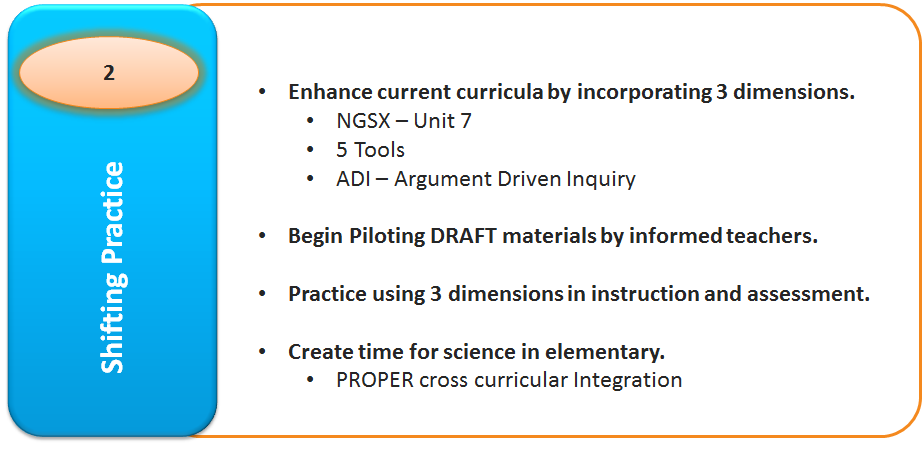 2
Shifting Practice
• Enhance current curricula by incorporating 3 dimensions.
• NGSX – Unit 7
• 5 Tools
• ADI – Argument Driven Inquiry
• Begin Piloting DRAFT materials by informed teachers.
• Practice using 3 dimensions in instruction and assessment.
• Create time for science in elementary.
• PROPER cross curricular Integration